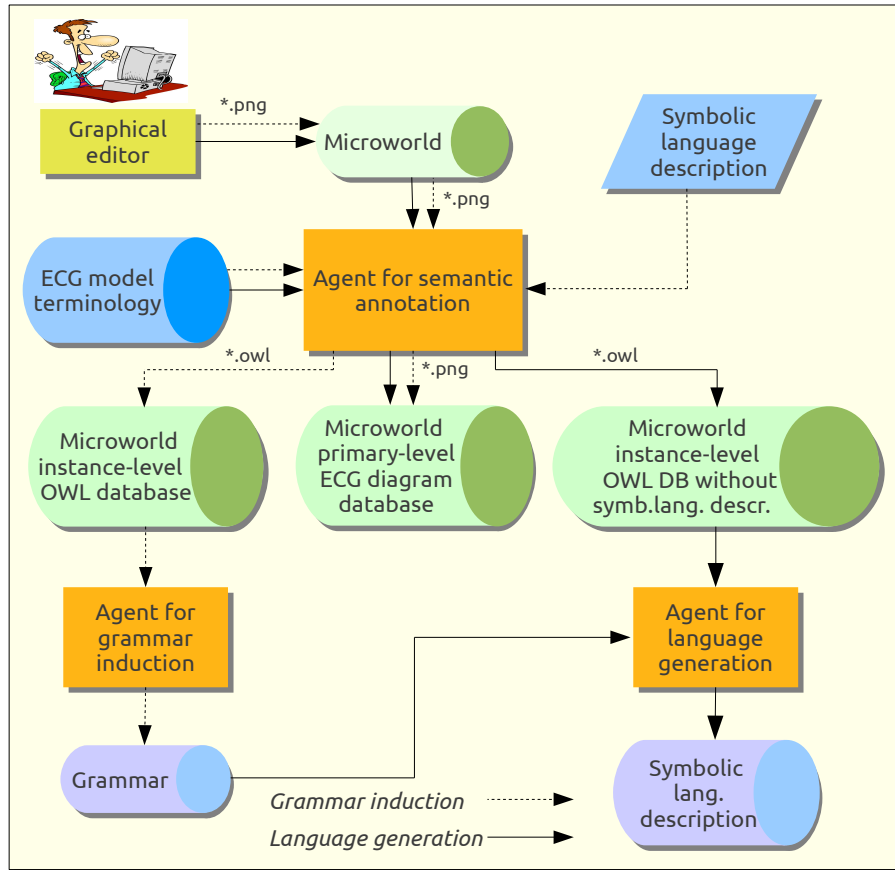 *.png
Graphical
editor
Microworld
Symbolic
language
description
*.png
ECG model
terminology
Agent for semantic
annotation
*.owl
*.png
*.owl
Microworld
instance-level
OWL database
Microworld
primary-level
ECG diagram
database
Microworld
instance-level
OWL DB without
symb.lang. descr.
Agent for
grammar
induction
Agent for
language
generation
Grammar
Symbolic
lang.
description
Grammar induction
Language generation